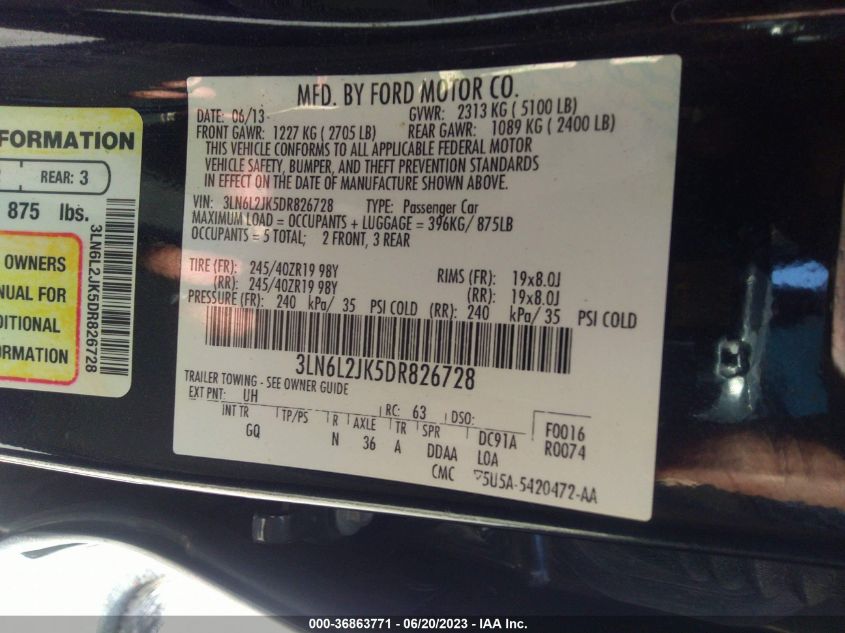 FORMATION
REAR: 3
875 lbs.
OWNERS
NUAL FOR
DITIONAL
FORMATION
3LN6L2JK5DR826728
MFD. BY FORD MOTOR CO.
DATE: 06/13 GVWR: 2313 KG ( 5100 LB)
FRONT GAWR: 1227 KG ( 2705 LB) REAR GAWR: 1089 KG ( 2400 LB)
THIS VEHICLE CONFORMS TO ALL APPLICABLE FEDERAL MOTOR
VEHICLE SAFETY, BUMPER, AND THEFT PREVENTION STANDARDS
IN EFFECT ON THE DATE OF MANUFACTURE SHOWN ABOVE.
VIN: 3LN6L2JK5DR826728 TYPE: Passenger Car
MAXIMUM LOAD = OCCUPANTS + LUGGAGE = 396KG/ 875LB
OCCUPANTS = 5 TOTAL; 2 FRONT, 3 REAR
TIRE (FR): 245/40ZR19 98Y RIMS (FR): 19x8.0J
(RR): 245/40ZR19 98Y (RR): 19x8.0J
PRESSURE (FR): 240 kPa/ 35 PSI COLD (RR): 240 kPa/ 35 PSI COLD
3LN6L2JK5DR826728
TRAILER TOWING - SEE OWNER GUIDE
EXT PNT: UH RC: 63 DSO:
INT TR TP/PS R AXLE TR SPR DC91A F0016
GQ N 36 A DDAA LOA R0074
CMC 5U5A-5420472-AA
000-36863771 - 06/20/2023 - IAA Inc.